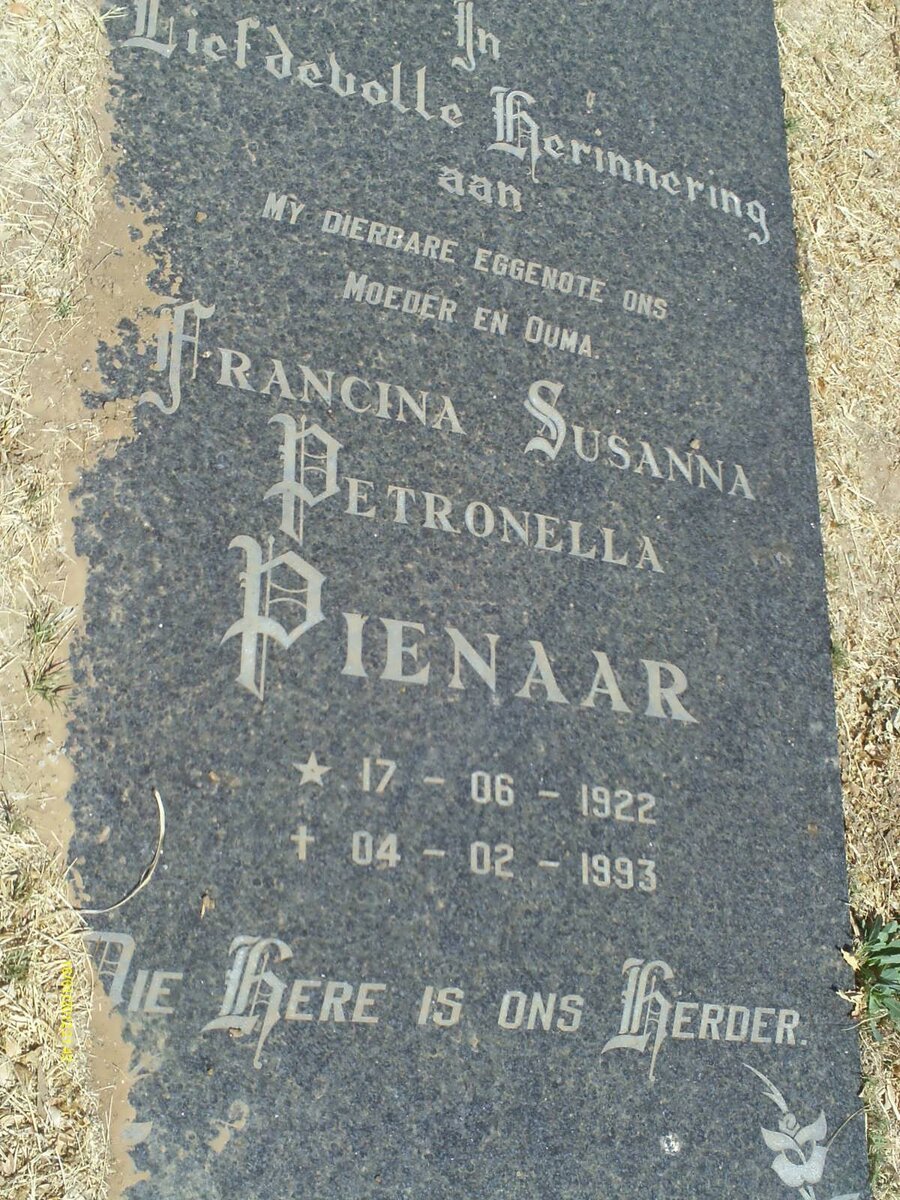 In
Liefdevolle Herinnering
aan
MY DIERBARE EGGENOTE ONS
MOEDER EN OUMA.
FRANCINA SUSANNA
PETRONELLA
PIENAAR
★ 17 - 06 - 1922
✝ 04 - 02 - 1993
DIE HERE IS ONS HERDER.